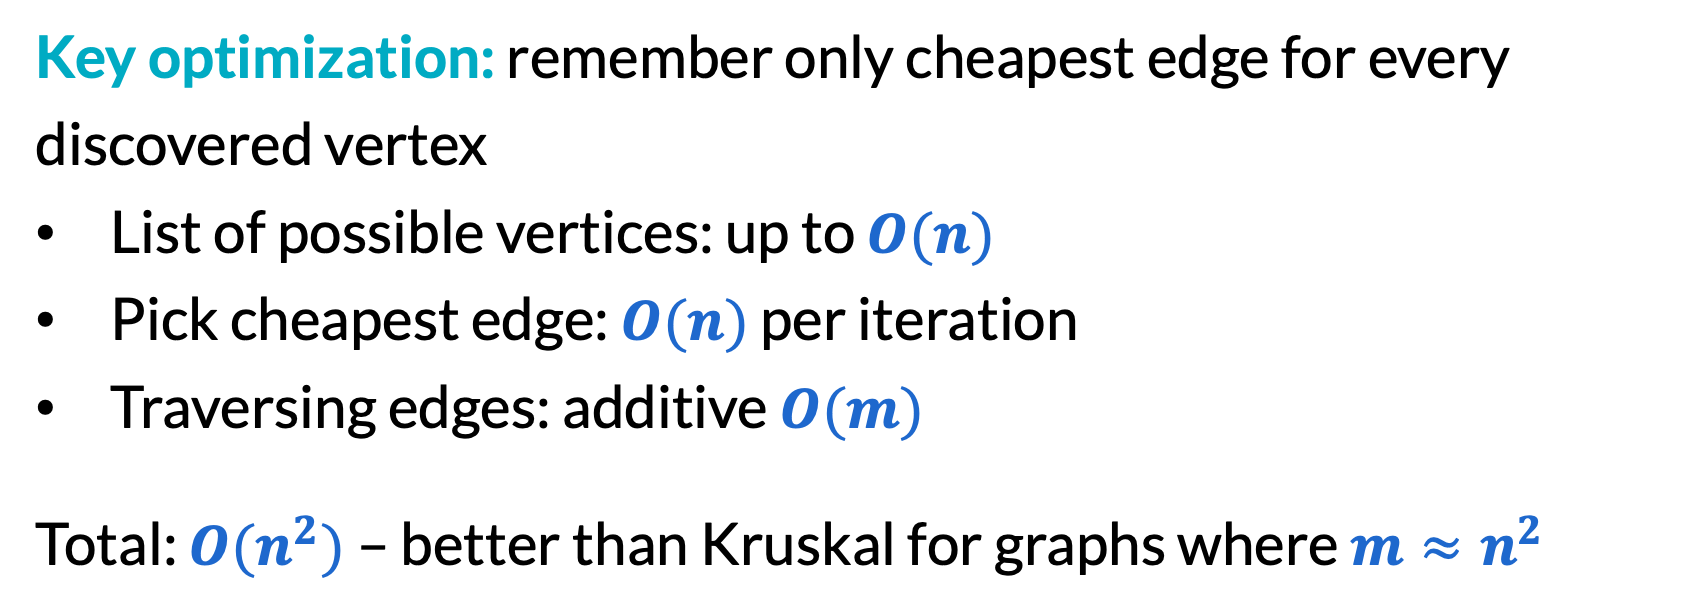 Key optimization: remember only cheapest edge for every
discovered vertex
• List of possible vertices: up to O(n)
• Pick cheapest edge: O(n) per iteration
• Traversing edges: additive O(m)
Total: O(n²) – better than Kruskal for graphs where m ≈ n²